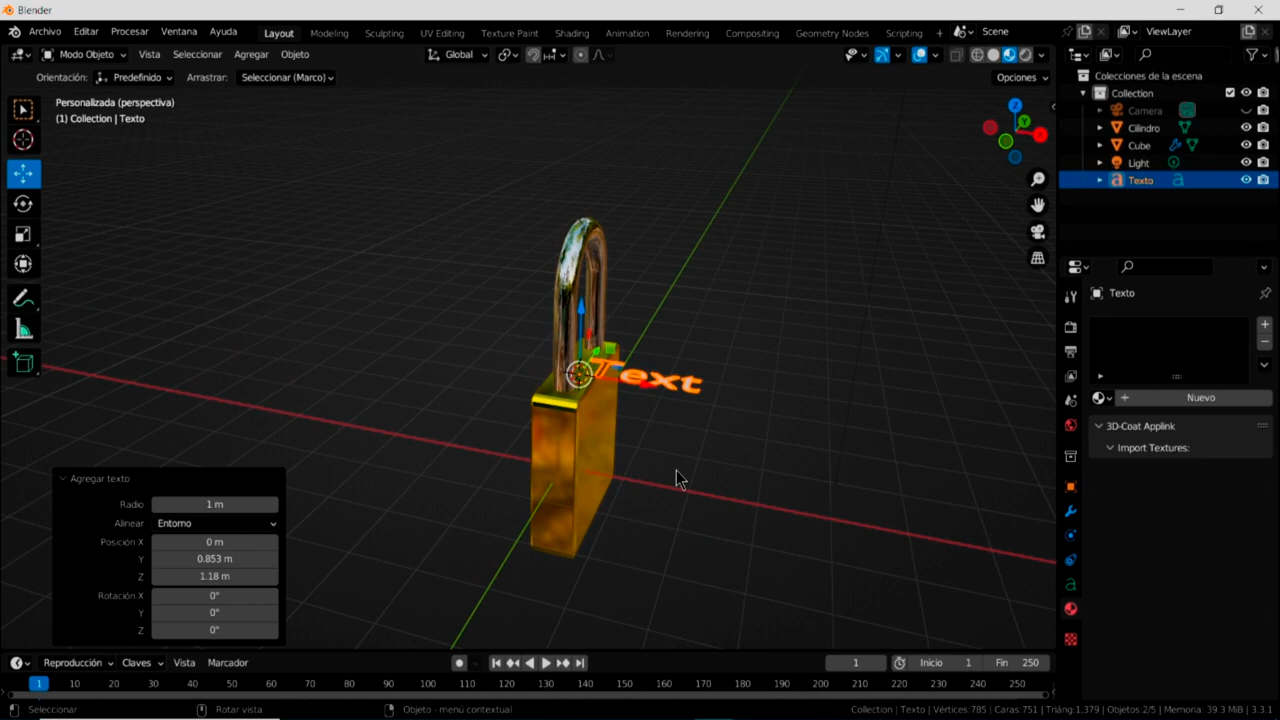 Blender
Archivo Editar Procesar Ventana Ayuda Layout Modeling Sculpting UV Editing Texture Paint Shading Animation Rendering Compositing Geometry Nodes Scripting + Scene ViewLayer
Modo Objeto Vista Seleccionar Agregar Objeto Global
Orientación: Predefinido Arrastrar: Seleccionar (Marco) Opciones
Personalizada (perspectiva)
(1) Collection | Texto
Z
Y
X
Text
Colecciones de la escena
Collection
Camera
Cilindro
Cube
Light
Texto
Texto
+
−
+ Nuevo
3D-Coat Applink
Import Textures:
Agregar texto
Radio 1 m
Alinear Entorno
Posición X 0 m
Y 0.853 m
Z 1.18 m
Rotación X 0°
Y 0°
Z 0°
Reproducción Claves Vista Marcador 1 Inicio 1 Fin 250
1 10 20 30 40 50 60 70 80 90 100 110 120 130 140 150 160 170 180 190 200 210 220 230 240 250
Seleccionar Rotar vista Objeto - menú contextual Collection | Texto | Vértices:785 | Caras:751 | Triáng:1,379 | Objetos:2/5 | Memoria: 39.3 MiB | 3.3.1